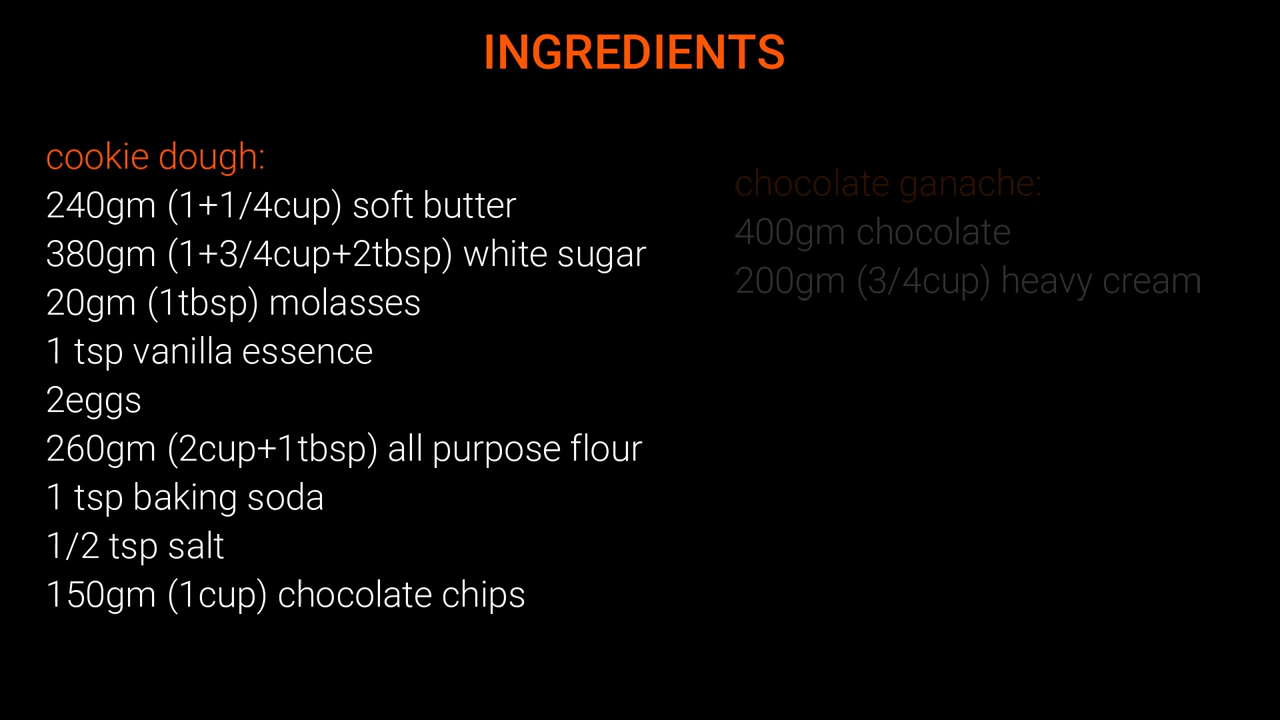 INGREDIENTS
cookie dough:
240gm (1+1/4cup) soft butter
380gm (1+3/4cup+2tbsp) white sugar
20gm (1tbsp) molasses
1 tsp vanilla essence
2eggs
260gm (2cup+1tbsp) all purpose flour
1 tsp baking soda
1/2 tsp salt
150gm (1cup) chocolate chips
chocolate ganache:
400gm chocolate
200gm (3/4cup) heavy cream